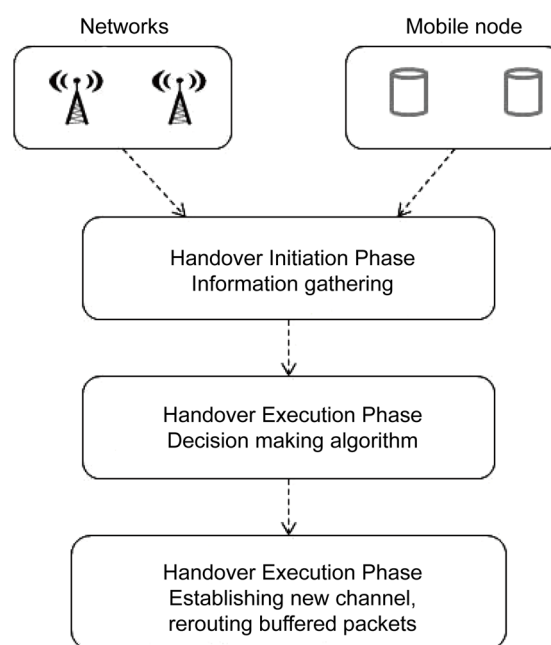 Networks
Mobile node
Handover Initiation Phase
Information gathering
Handover Execution Phase
Decision making algorithm
Handover Execution Phase
Establishing new channel,
rerouting buffered packets